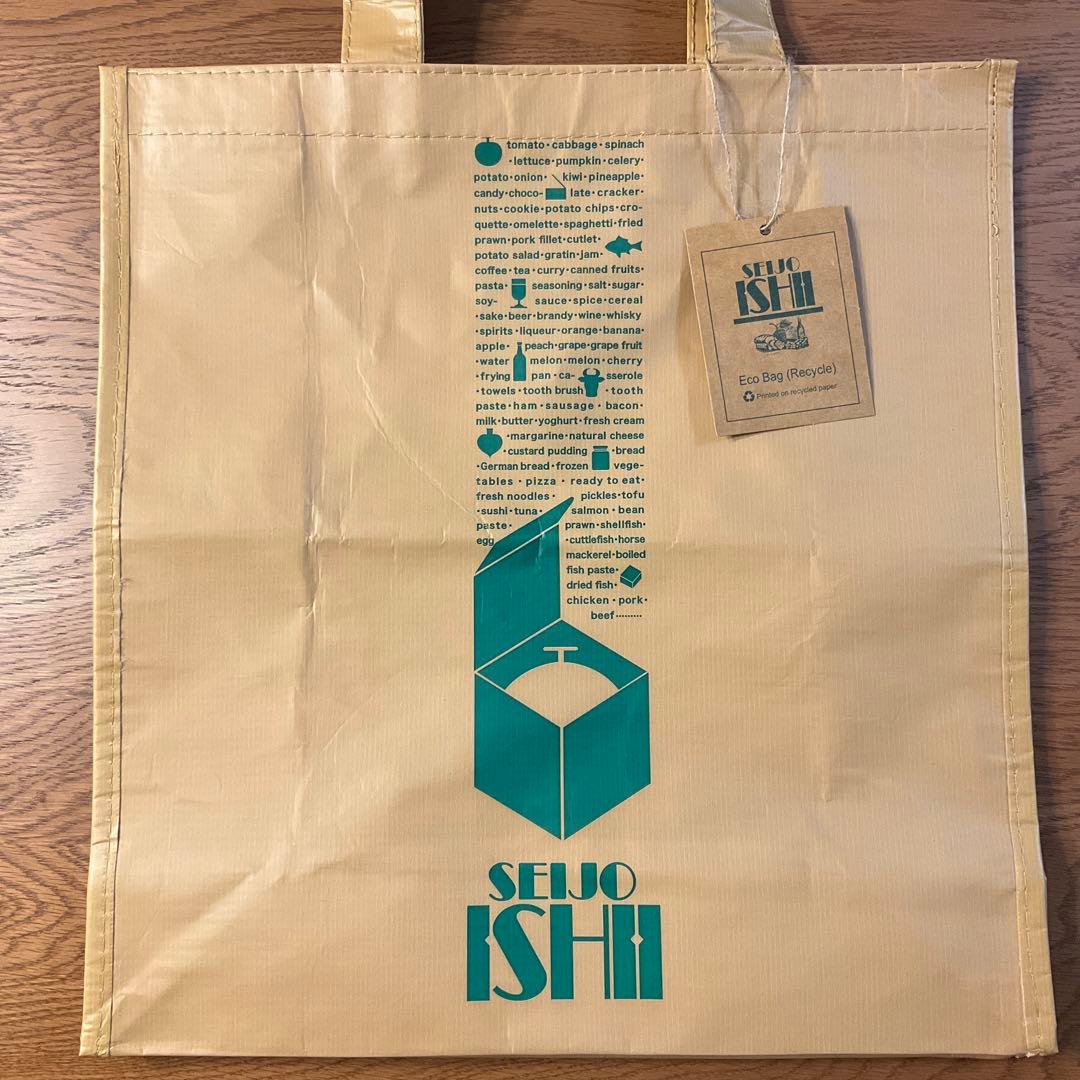 tomato・cabbage・spinach
・lettuce・pumpkin・celery・
potato・onion・ kiwi・pineapple・
candy・choco- late・cracker・
nuts・cookie・potato chips・cro-
quette・omelette・spaghetti・fried
prawn・pork fillet・cutlet・
potato salad・gratin・jam・
coffee・tea・curry・canned fruits・
pasta・ seasoning・salt・sugar・
soy- sauce・spice・cereal
・sake・beer・brandy・wine・whisky
・spirits・liqueur・orange・banana・
apple・ peach・grape・grape fruit
・water melon・melon・cherry
・frying pan・ca- sserole
・towels・tooth brush ・tooth
paste・ham・sausage・bacon・
milk・butter・yoghurt・fresh cream
・margarine・natural cheese
・custard pudding ・bread
・German bread・frozen vege-
tables・pizza・ready to eat・
fresh noodles・ pickles・tofu
・sushi・tuna・ salmon・bean
paste・ prawn・shellfish・
egg ・cuttlefish・horse
mackerel・boiled
fish paste・
dried fish・
chicken・pork・
beef·········
SEIJO
ISHII
SEIJO
ISHII
Eco Bag (Recycle)
Printed on recycled paper